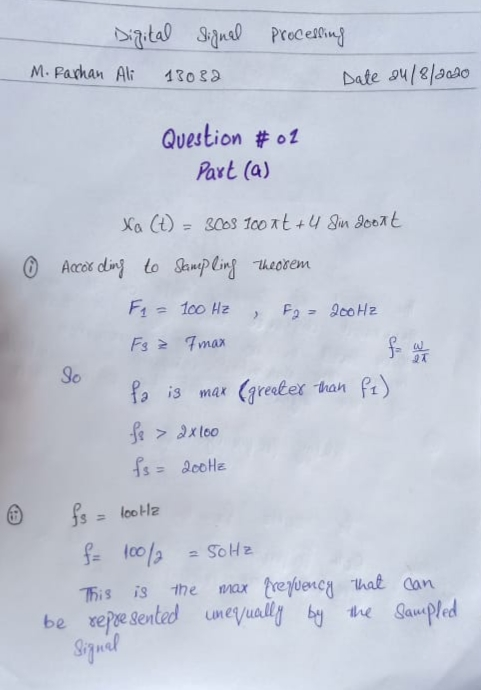 Digital Signal Processing
M. Farhan Ali 13032 Date 24/8/2020
Question # 01
Part (a)
Xa (t) = 3Cos 100πt + 4 Sin 200πt
(i) According to Sampling Theorem
F1 = 100 Hz , F2 = 200Hz
Fs ≥ 7max
f= ω/2π
So
f2 is max (greater than f1)
fs > 2x100
fs = 200Hz
(ii) fs = 100Hz
f= 100/2 = 50Hz
This is the max frequency that can
be represented unequally by the Sampled
Signal